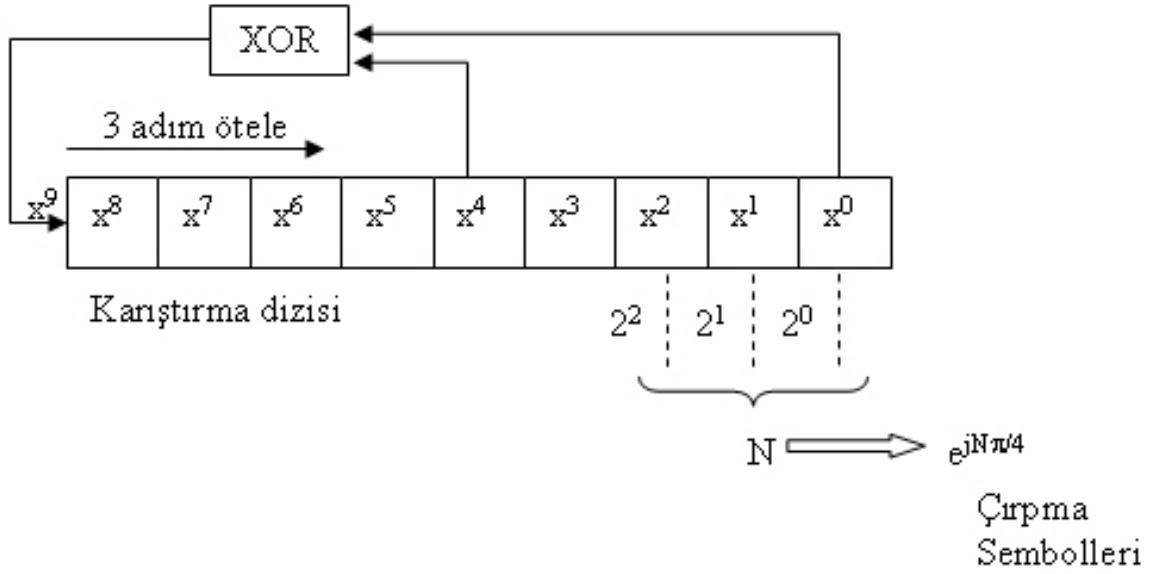 XOR
3 adım ötele
x⁹
x⁸ x⁷ x⁶ x⁵ x⁴ x³ x² x¹ x⁰
Karıştırma dizisi
2² 2¹ 2⁰
N e^jNπ/4
Çırpma
Sembolleri